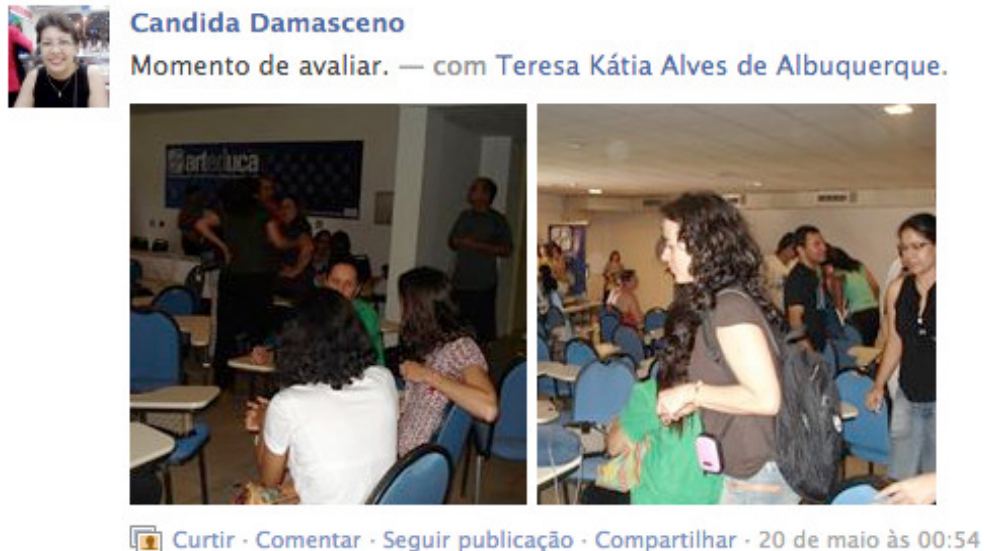 Candida Damasceno
Momento de avaliar. — com Teresa Kátia Alves de Albuquerque.
arteduca
Curtir · Comentar · Seguir publicação · Compartilhar · 20 de maio às 00:54